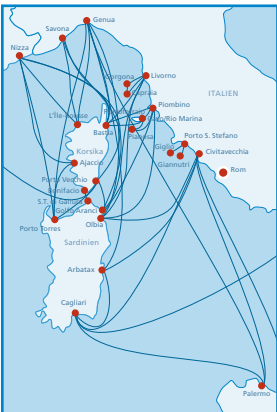 Genua
Savona
Nizza
Livorno
Gorgona
Capraia
Piombino
ITALIEN
L'Île-Rousse
Bastia
Pianosa
Rio Marina
Porto S. Stefano
Giglio
Civitavecchia
Giannutri
Korsika
Ajaccio
Rom
Porto Vecchio
Bonifacio
S.T. di Gallura
Golfo Aranci
Olbia
Porto Torres
Sardinien
Arbatax
Cagliari
Palermo